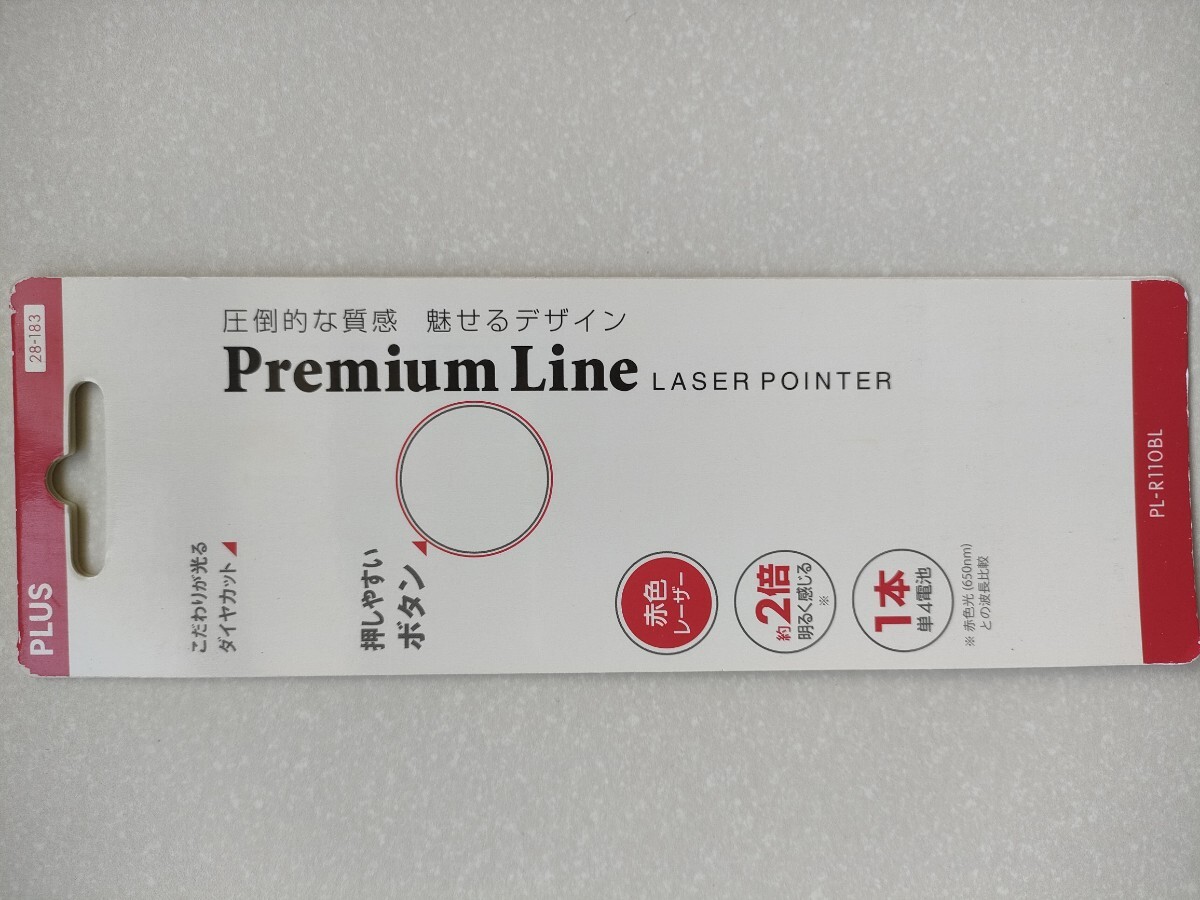 28-183
PLUS
圧倒的な質感 魅せるデザイン
Premium Line LASER POINTER
こだわりが光る
ダイヤカット
押しやすい
ボタン
赤色
レーザー
約2倍
明るく感じる
※
1本
単4電池
※ 赤色光 (650nm)
との波長比較
PL-R110BL